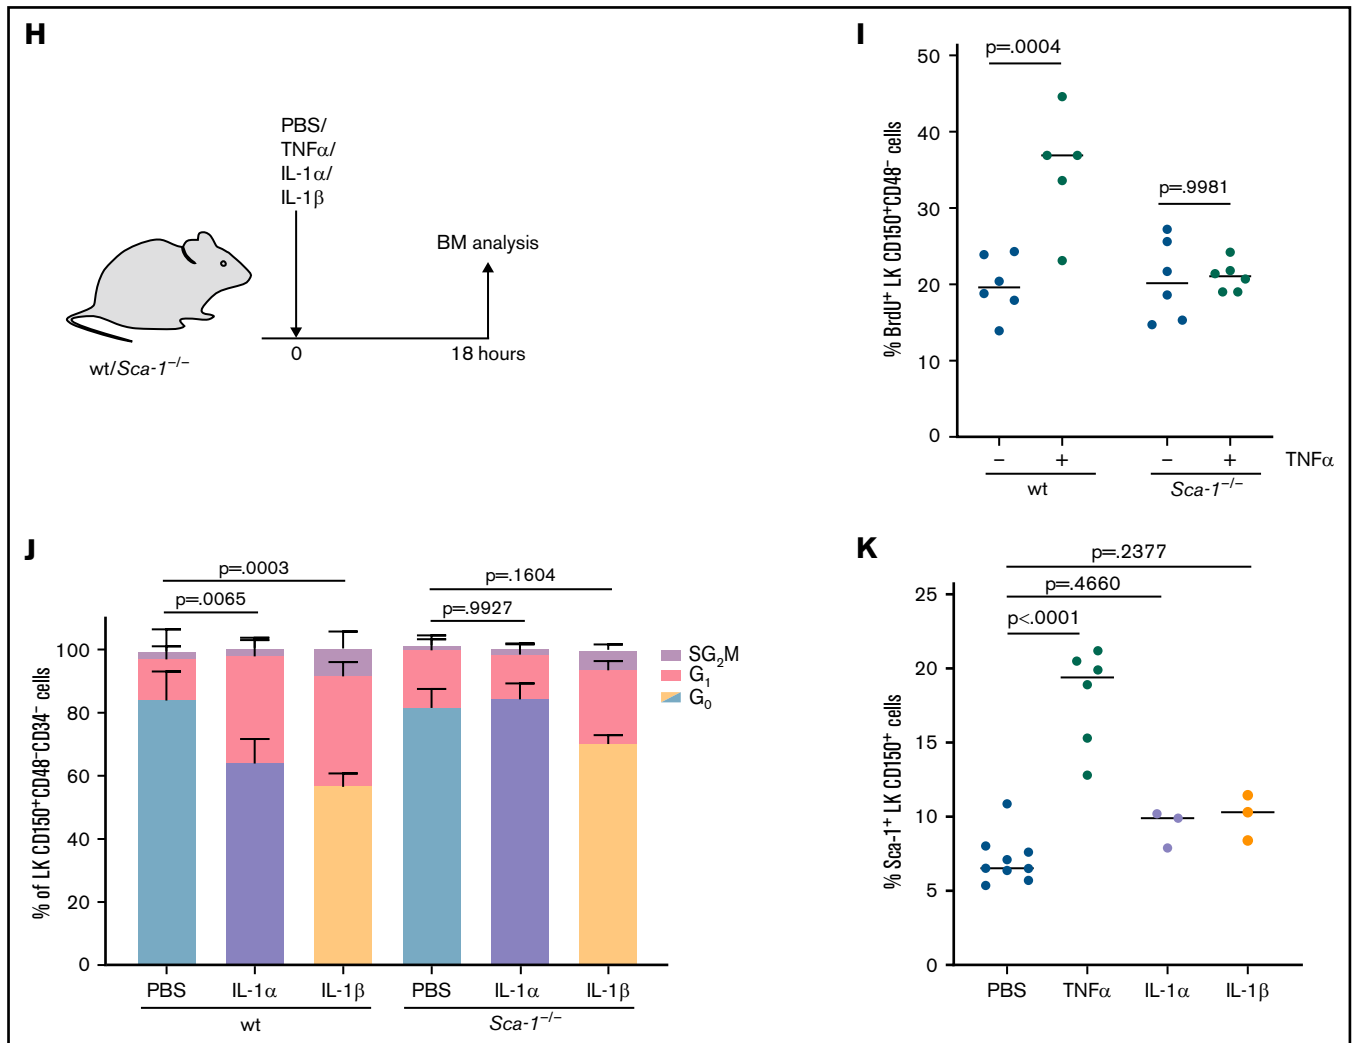 H
PBS/
TNFα/
IL-1α/
IL-1β
BM analysis
0
18 hours
wt/Sca-1⁻/⁻
I
p=.0004
p=.9981
% BrdU⁺ LK CD150⁺CD48⁻ cells
50
40
30
20
10
0
− + − + TNFα
wt Sca-1⁻/⁻
J
p=.0003
p=.0065
p=.1604
p=.9927
% of LK CD150⁺CD48⁻CD34⁻ cells
100
80
60
40
20
0
SG₂M
G₁
G₀
PBS IL-1α IL-1β PBS IL-1α IL-1β
wt Sca-1⁻/⁻
K
p=.2377
p=.4660
p<.0001
% Sca-1⁺ LK CD150⁺ cells
25
20
15
10
5
0
PBS TNFα IL-1α IL-1β